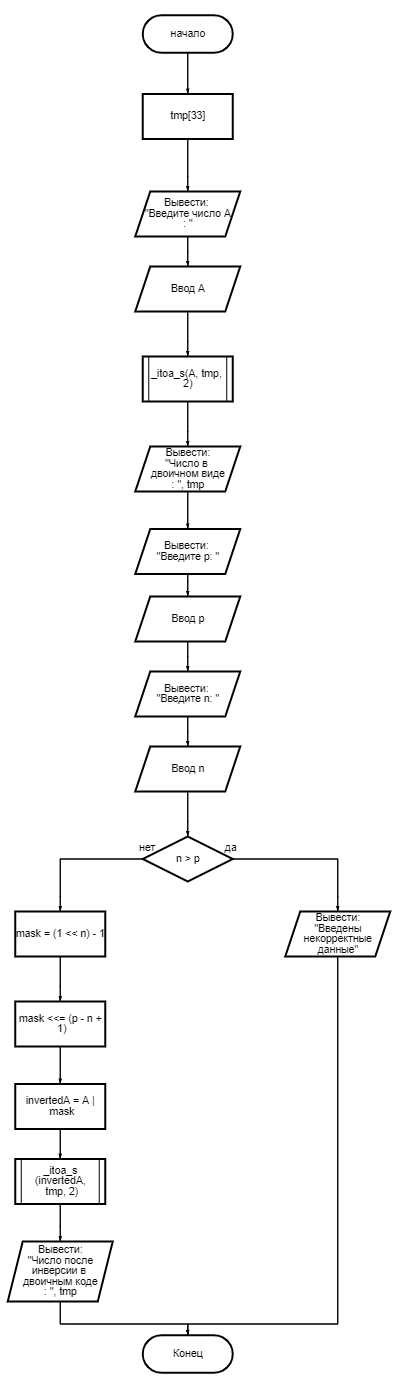 начало
tmp[33]
Вывести:
"Введите число A
: "
Ввод A
_itoa_s(A, tmp,
2)
Вывести:
"Число в
двоичном виде
: ", tmp
Вывести:
"Введите p: "
Ввод p
Вывести:
"Введите n: "
Ввод n
нет
n > p
да
mask = (1 << n) - 1
Вывести:
"Введены
некорректные
данные"
mask <<= (p - n +
1)
invertedA = A |
mask
_itoa_s
(invertedA,
tmp, 2)
Вывести:
"Число после
инверсии в
двоичным коде
: ", tmp
Конец